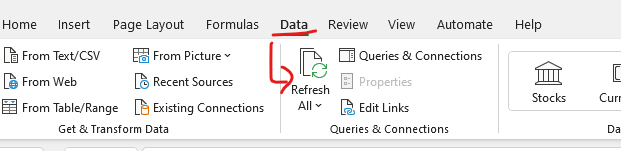 Home Insert Page Layout Formulas Data Review View Automate Help
From Text/CSV From Picture Queries & Connections
From Web Recent Sources Refresh All Properties
From Table/Range Existing Connections Edit Links Stocks
Get & Transform Data Queries & Connections